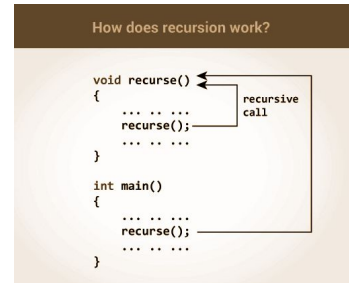 How does recursion work?
void recurse()
{
... .. ...
recurse();
... .. ...
}
recursive
call
int main()
{
... .. ...
recurse();
... .. ...
}